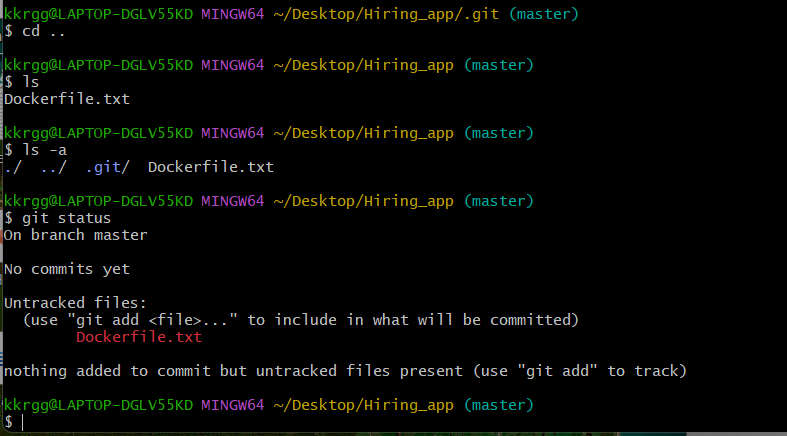 kkrgg@LAPTOP-DGLV55KD MINGW64 ~/Desktop/Hiring_app/.git (master)
$ cd ..
kkrgg@LAPTOP-DGLV55KD MINGW64 ~/Desktop/Hiring_app (master)
$ ls
Dockerfile.txt
kkrgg@LAPTOP-DGLV55KD MINGW64 ~/Desktop/Hiring_app (master)
$ ls -a
./  ../  .git/  Dockerfile.txt
kkrgg@LAPTOP-DGLV55KD MINGW64 ~/Desktop/Hiring_app (master)
$ git status
On branch master
No commits yet
Untracked files:
  (use "git add <file>..." to include in what will be committed)
        Dockerfile.txt
nothing added to commit but untracked files present (use "git add" to track)
kkrgg@LAPTOP-DGLV55KD MINGW64 ~/Desktop/Hiring_app (master)
$